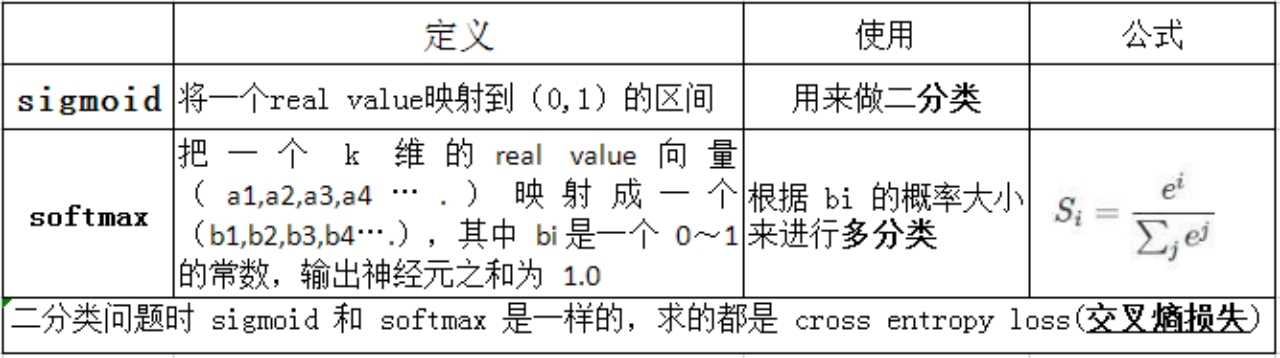 定义 使用 公式
sigmoid 将一个real value映射到（0,1）的区间 用来做二分类
softmax
把一个 k 维的 real value 向量
（ a1,a2,a3,a4 … . ） 映射成一个
（b1,b2,b3,b4….），其中 bi 是一个 0～1
的常数，输出神经元之和为 1.0
根据 bi 的概率大小
来进行多分类
S_i = e^i / ∑_j e^j
二分类问题时 sigmoid 和 softmax 是一样的，求的都是 cross entropy loss(交叉熵损失)